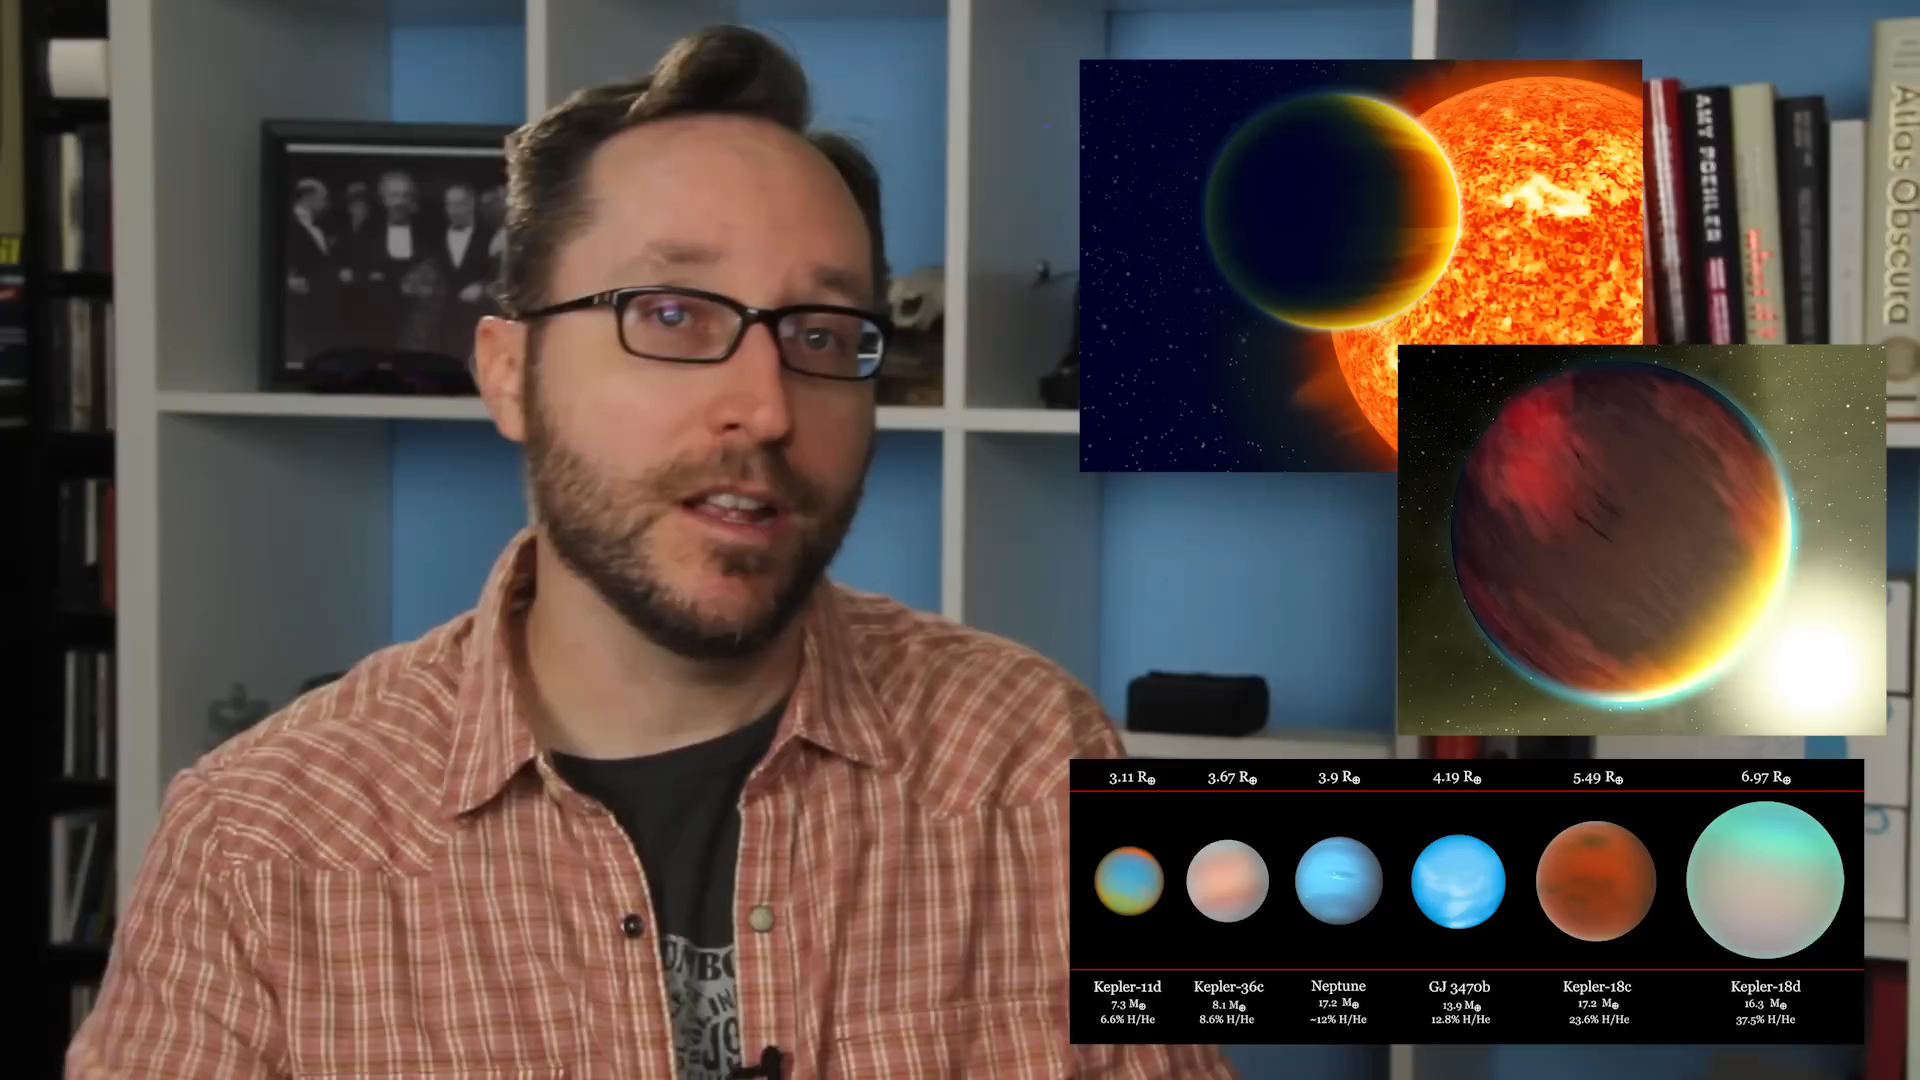 AMY POEHLER
Atlas Obscura
3.11 R⊕ 3.67 R⊕ 3.9 R⊕ 4.19 R⊕ 5.49 R⊕ 6.97 R⊕
Kepler-11d Kepler-36c Neptune GJ 3470b Kepler-18c Kepler-18d
7.3 M⊕ 8.1 M⊕ 17.2 M⊕ 13.9 M⊕ 17.2 M⊕ 16.3 M⊕
6.6% H/He 8.6% H/He ~12% H/He 12.8% H/He 23.6% H/He 37.5% H/He